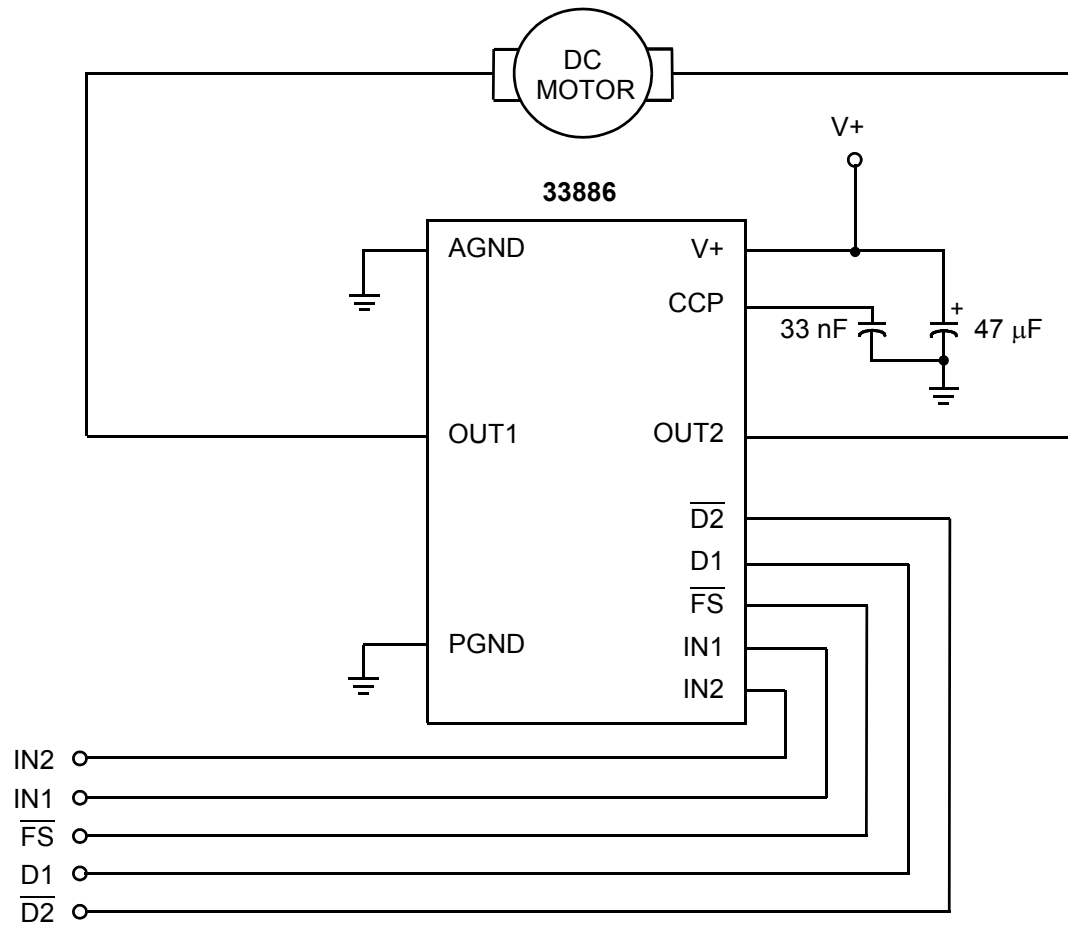 DC
MOTOR
V+
33886
AGND
V+
CCP
33 nF
+
47 μF
OUT1
OUT2
D2
D1
FS
PGND
IN1
IN2
IN2
IN1
FS
D1
D2